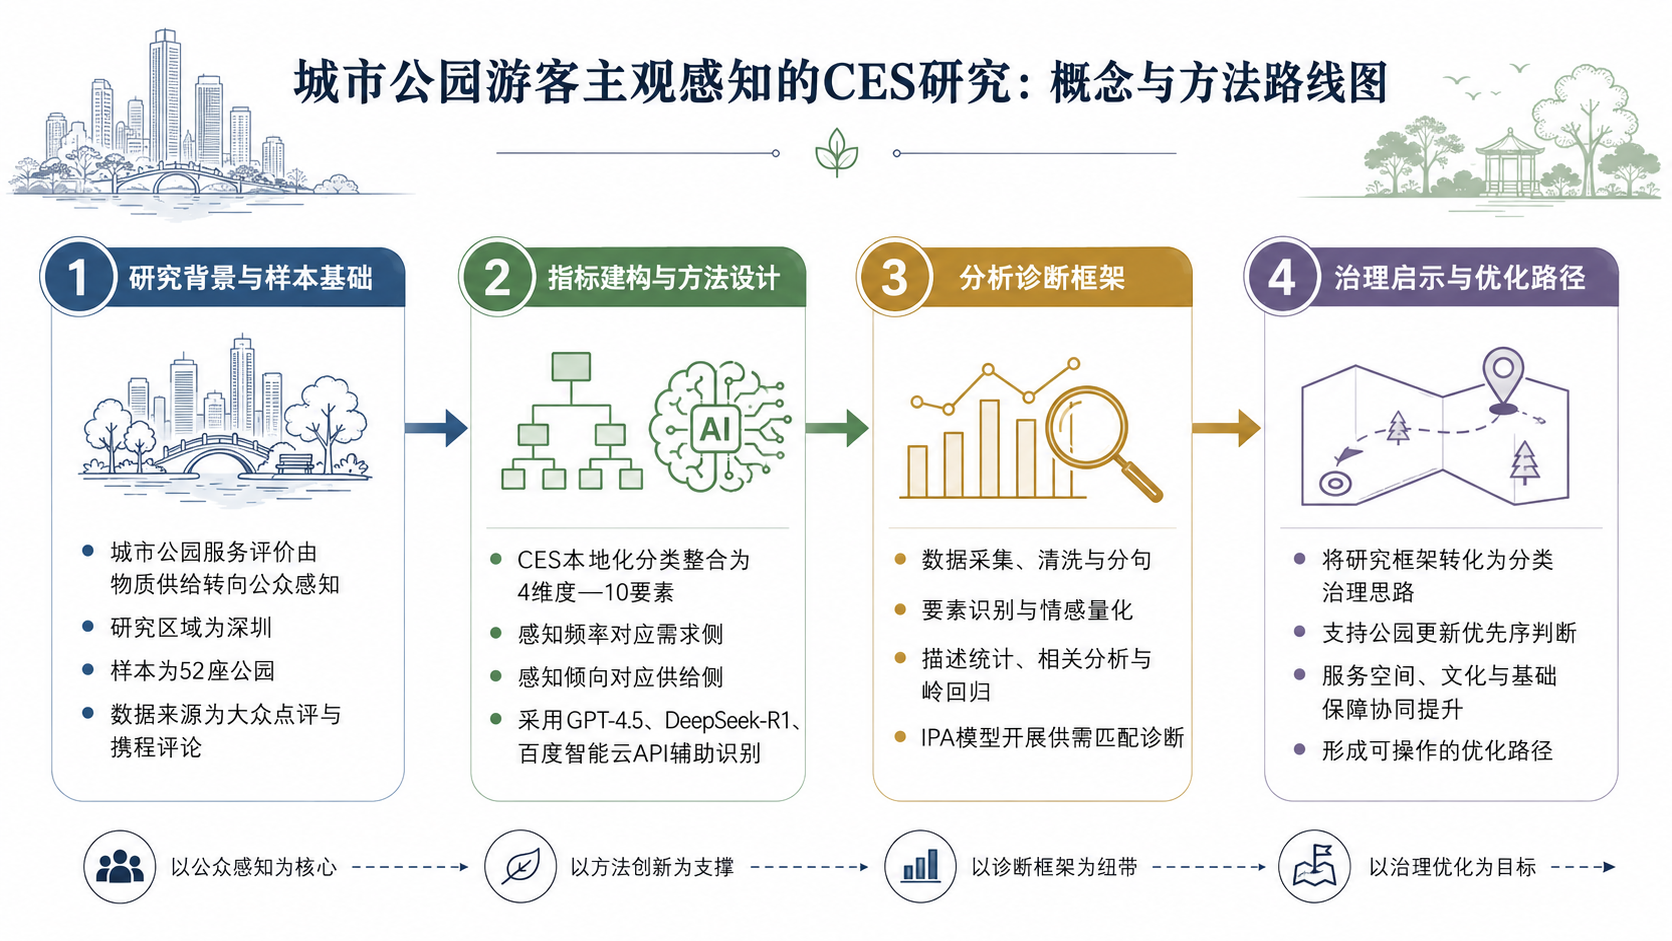 城市公园游客主观感知的CES研究：概念与方法路线图
1 研究背景与样本基础
城市公园服务评价由
物质供给转向公众感知
研究区域为深圳
样本为52座公园
数据来源为大众点评与
携程评论
2 指标建构与方法设计
AI
CES本地化分类整合为
4维度—10要素
感知频率对应需求侧
感知倾向对应供给侧
采用GPT-4.5、DeepSeek-R1、
百度智能云API辅助识别
3 分析诊断框架
数据采集、清洗与分句
要素识别与情感量化
描述统计、相关分析与
岭回归
IPA模型开展供需匹配诊断
4 治理启示与优化路径
将研究框架转化为分类
治理思路
支持公园更新优先序判断
服务空间、文化与基础
保障协同提升
形成可操作的优化路径
以公众感知为核心
以方法创新为支撑
以诊断框架为纽带
以治理优化为目标